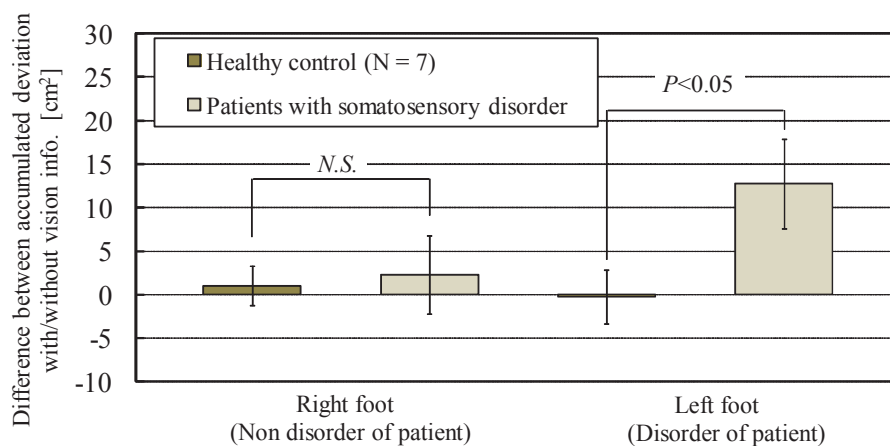 Difference between accumulated deviation
with/without vision info. [cm²]
30
25
20
15
10
5
0
-5
-10
Healthy control (N = 7)
Patients with somatosensory disorder
N.S.
P<0.05
Right foot
(Non disorder of patient)
Left foot
(Disorder of patient)